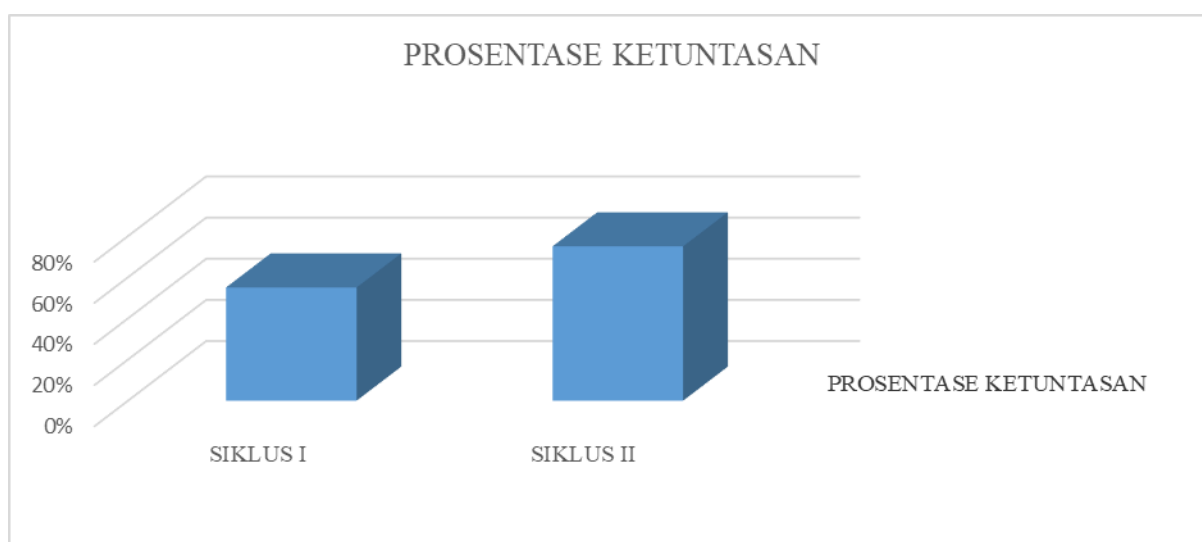 PROSENTASE KETUNTASAN
80%
60%
40%
20%
0%
PROSENTASE KETUNTASAN
SIKLUS I
SIKLUS II